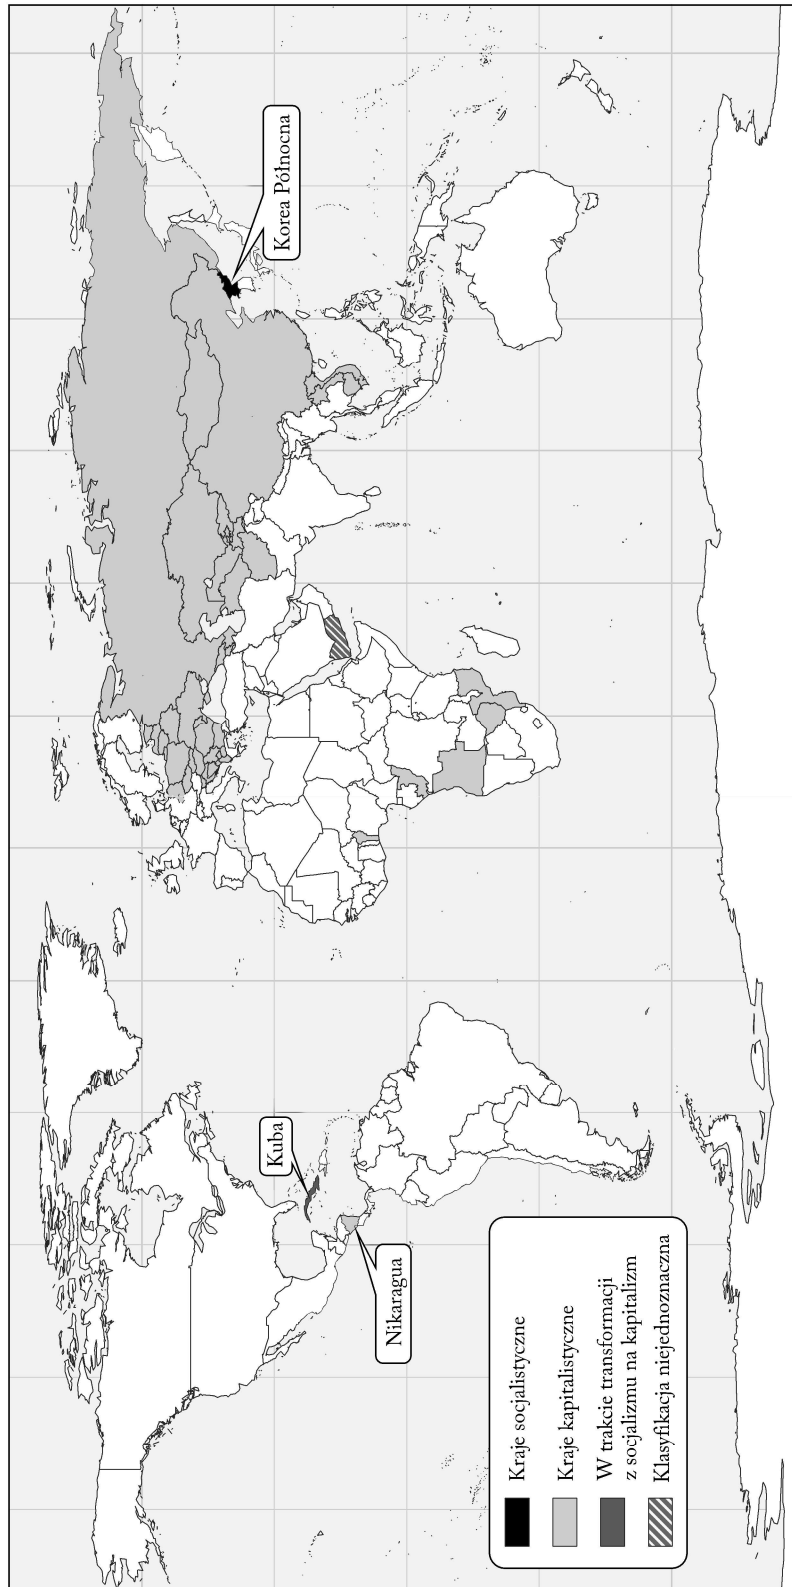 Korea Północna
Kuba
Nikaragua
Kraje socjalistyczne
Kraje kapitalistyczne
W trakcie transformacji
z socjalizmu na kapitalizm
Klasyfikacja niejednoznaczna